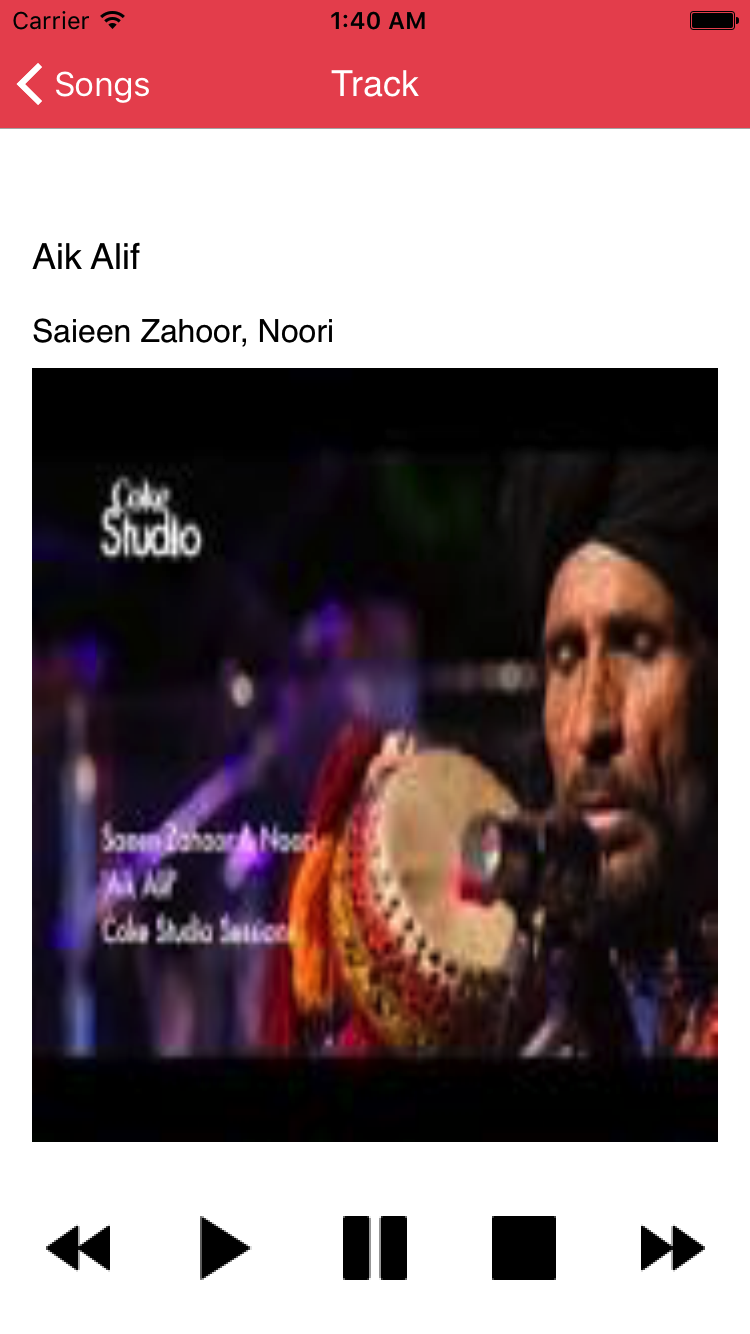 Carrier 1:40 AM
Songs Track
Aik Alif
Saieen Zahoor, Noori
Coke
Studio
Saeen Zahoor & Noori
'Aik Alif'
Coke Studio Sessions